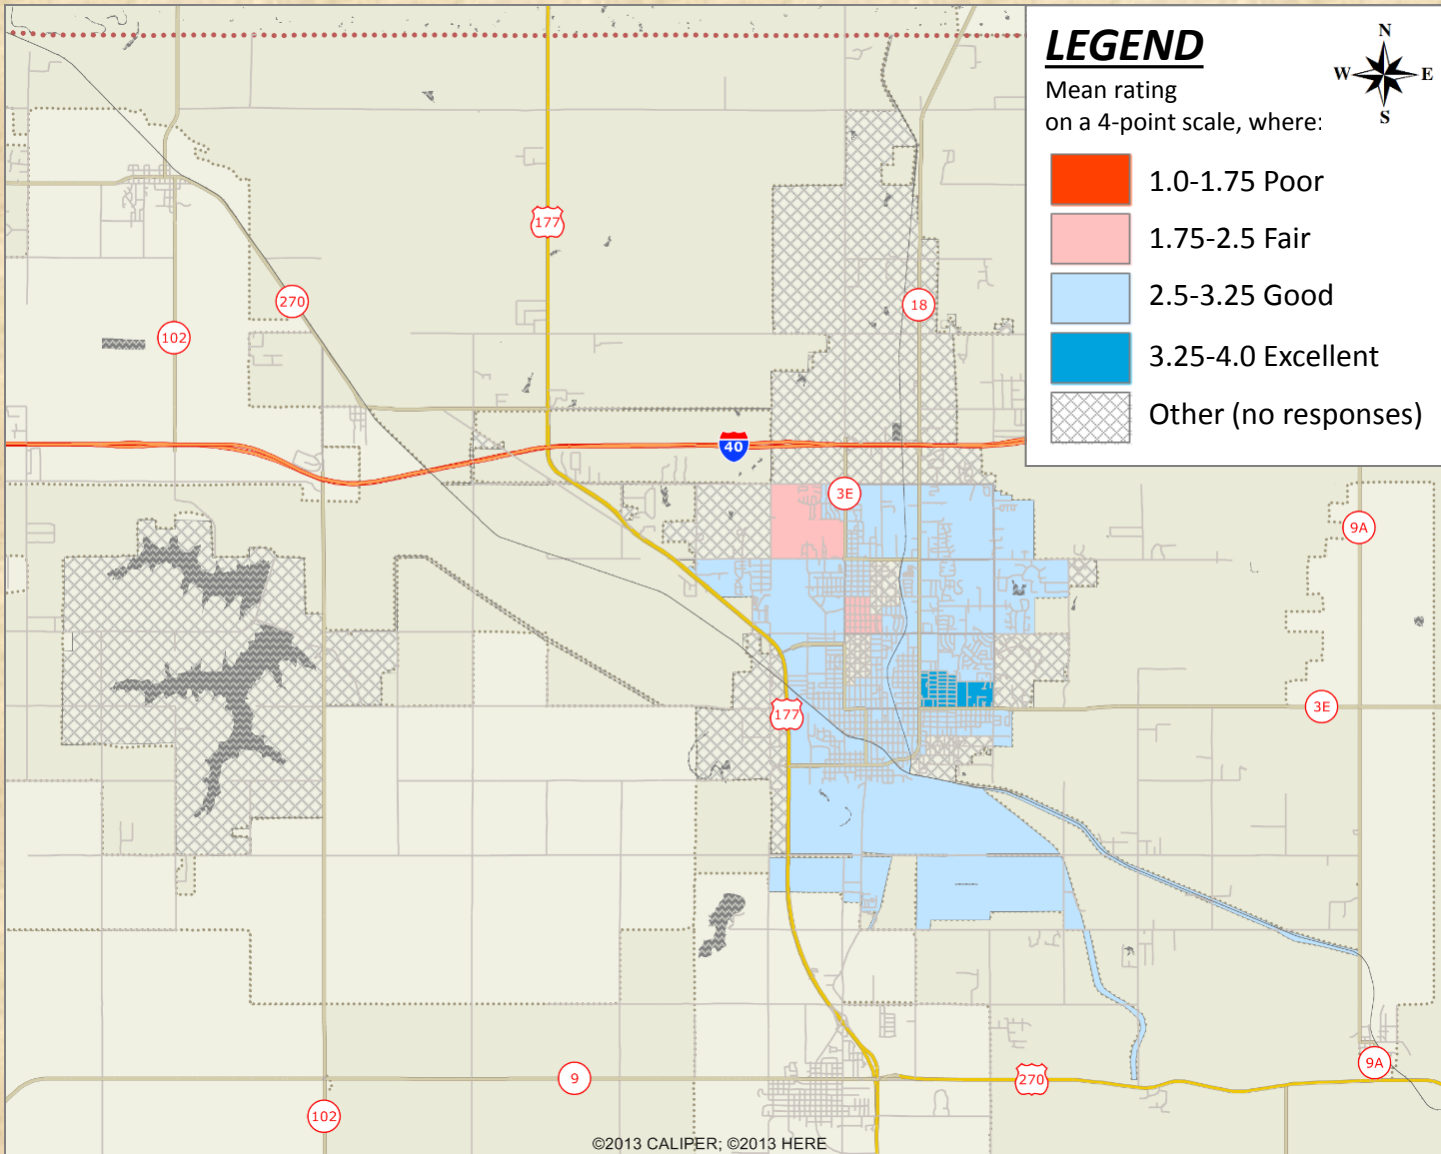 LEGEND
Mean rating
on a 4-point scale, where:
N
W E
S
1.0-1.75 Poor
1.75-2.5 Fair
2.5-3.25 Good
3.25-4.0 Excellent
Other (no responses)
177
270
18
102
40
3E
9A
3E
177
9
270
9A
102
©2013 CALIPER; ©2013 HERE